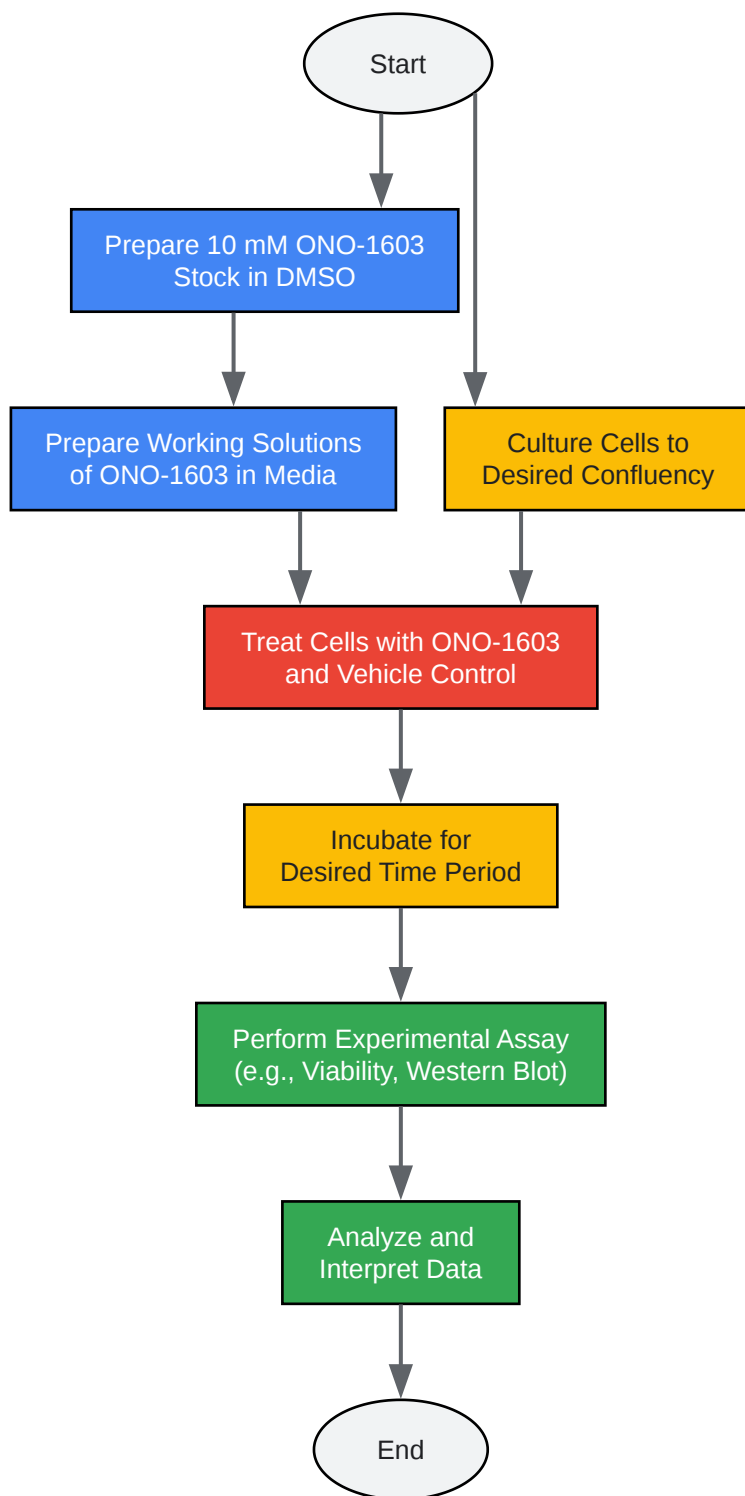 Start
Prepare 10 mM ONO-1603
Stock in DMSO
Prepare Working Solutions
of ONO-1603 in Media
Culture Cells to
Desired Confluency
Treat Cells with ONO-1603
and Vehicle Control
Incubate for
Desired Time Period
Perform Experimental Assay
(e.g., Viability, Western Blot)
Analyze and
Interpret Data
End